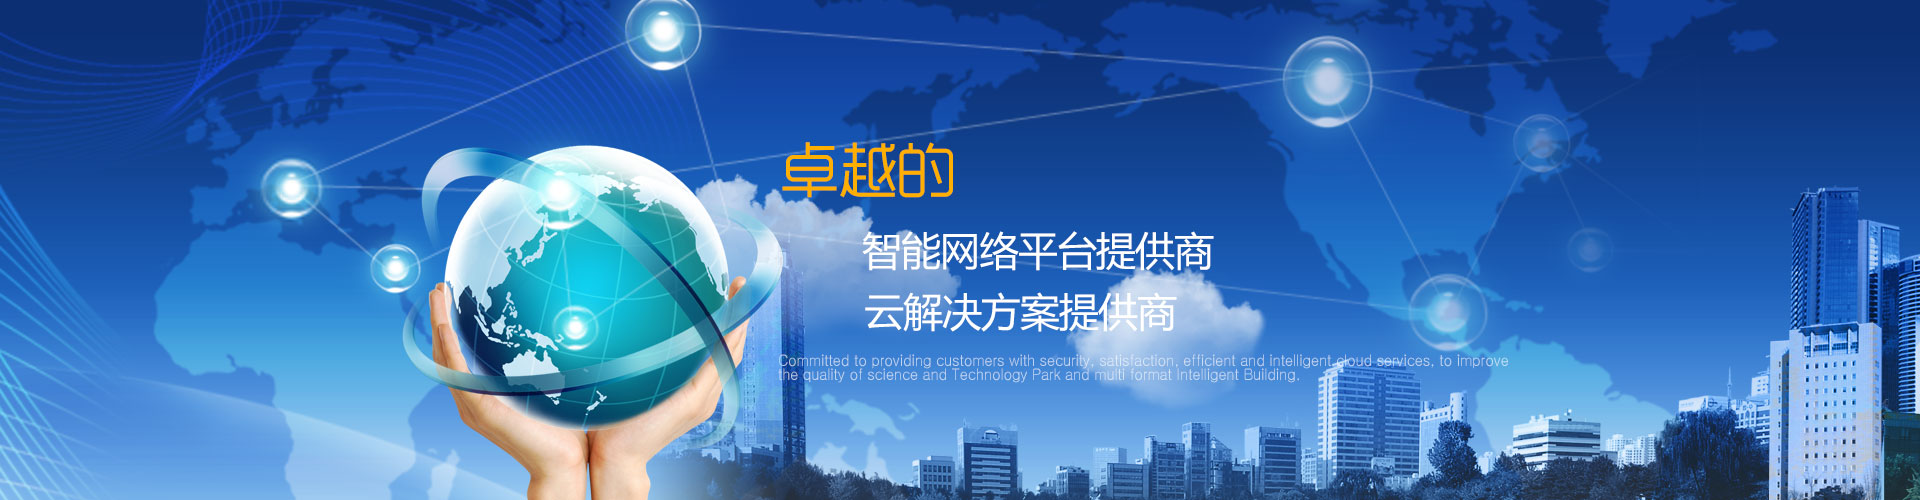 卓越的
智能网络平台提供商
云解决方案提供商
Committed to providing customers with security, satisfaction, efficient and intelligent cloud services, to improve
the quality of science and Technology Park and multi format Intelligent Building.